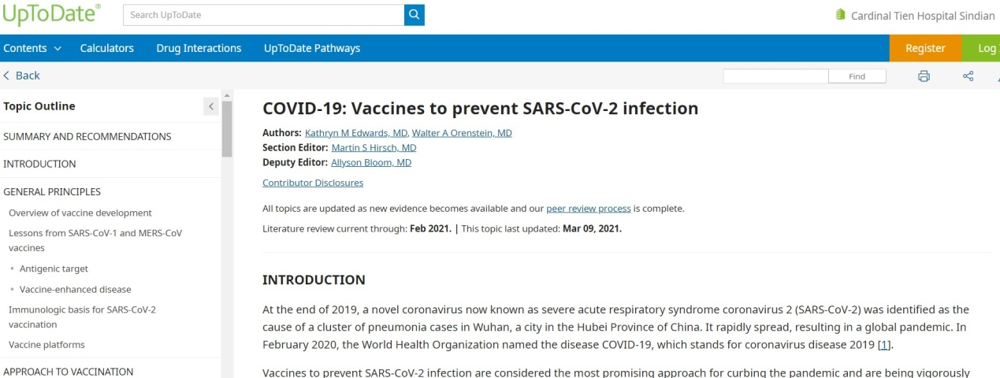 UpToDate®
Search UpToDate
Cardinal Tien Hospital Sindian
Contents Calculators Drug Interactions UpToDate Pathways Register Log
Back
Find
Topic Outline
SUMMARY AND RECOMMENDATIONS
INTRODUCTION
GENERAL PRINCIPLES
Overview of vaccine development
Lessons from SARS-CoV-1 and MERS-CoV
vaccines
• Antigenic target
• Vaccine-enhanced disease
Immunologic basis for SARS-CoV-2
vaccination
Vaccine platforms
APPROACH TO VACCINATION
COVID-19: Vaccines to prevent SARS-CoV-2 infection
Authors: Kathryn M Edwards, MD, Walter A Orenstein, MD
Section Editor: Martin S Hirsch, MD
Deputy Editor: Allyson Bloom, MD
Contributor Disclosures
All topics are updated as new evidence becomes available and our peer review process is complete.
Literature review current through: Feb 2021. | This topic last updated: Mar 09, 2021.
INTRODUCTION
At the end of 2019, a novel coronavirus now known as severe acute respiratory syndrome coronavirus 2 (SARS-CoV-2) was identified as the
cause of a cluster of pneumonia cases in Wuhan, a city in the Hubei Province of China. It rapidly spread, resulting in a global pandemic. In
February 2020, the World Health Organization named the disease COVID-19, which stands for coronavirus disease 2019 [1].
Vaccines to prevent SARS-CoV-2 infection are considered the most promising approach for curbing the pandemic and are being vigorously